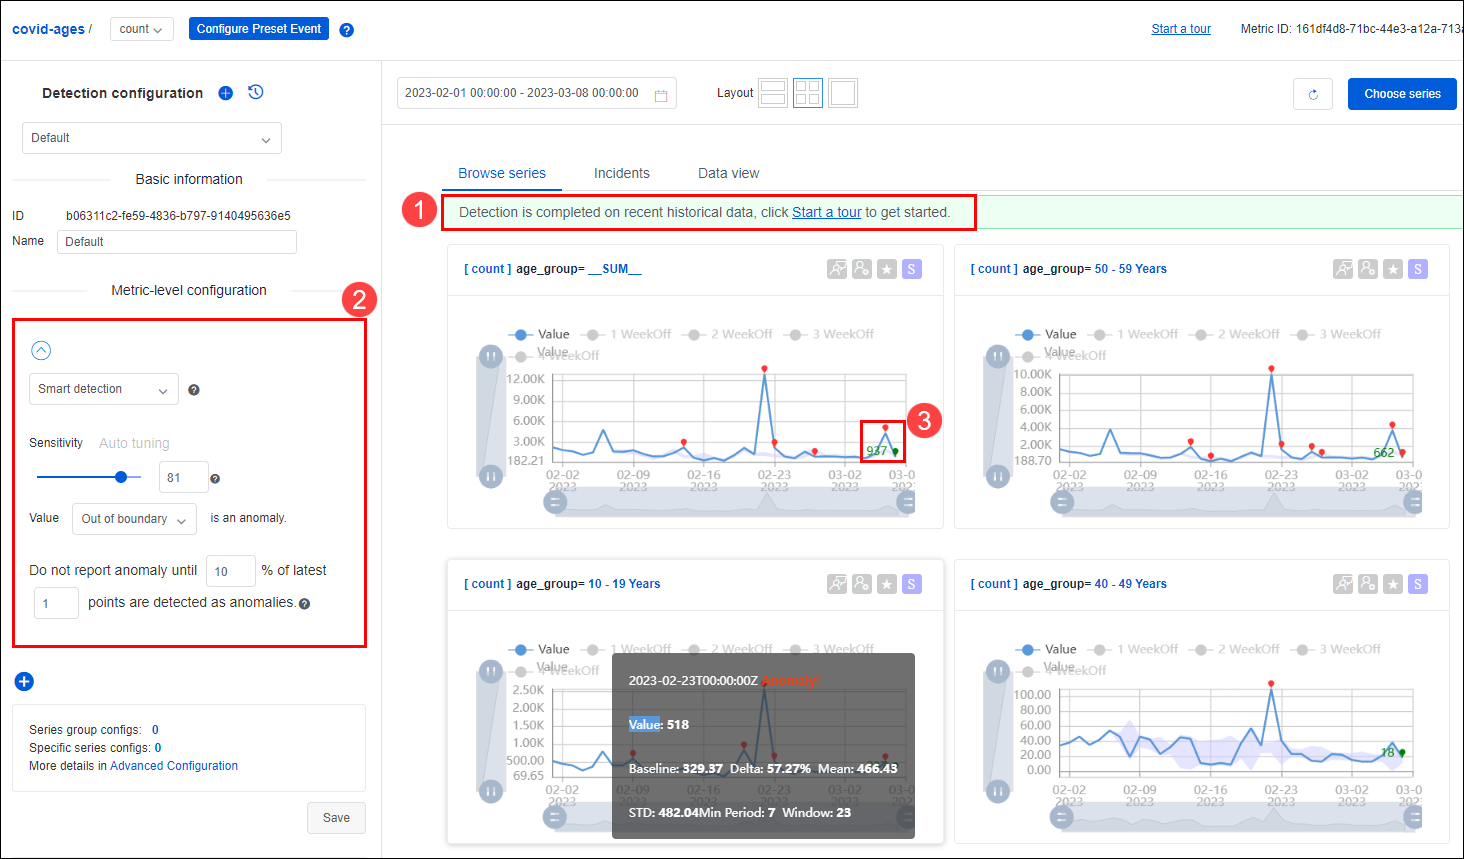 covid-ages / count Configure Preset Event ? Start a tour Metric ID: 161df4d8-71bc-44e3-a12a-713a
Detection configuration
2023-02-01 00:00:00 - 2023-03-08 00:00:00 Layout Choose series
Default
Basic information
ID b06311c2-fe59-4836-b797-9140495636e5
Name Default
Metric-level configuration
2
Smart detection ?
Sensitivity Auto tuning
81 ?
Value Out of boundary is an anomaly.
Do not report anomaly until 10 % of latest
1 points are detected as anomalies. ?
Series group configs: 0
Specific series configs: 0
More details in Advanced Configuration
Save
Browse series Incidents Data view
1 Detection is completed on recent historical data, click Start a tour to get started.
[ count ] age_group= __SUM__ S
Value 1 WeekOff 2 WeekOff 3 WeekOff
Value
4 WeekOff
12.00K
9.00K
6.00K
3.00K
182.21
937
3
02-02 02-09 02-16 02-23 03-0
2023 2023 2023 2023 202
[ count ] age_group= 50 - 59 Years S
Value 1 WeekOff 2 WeekOff 3 WeekOff
Value
4 WeekOff
10.00K
8.00K
6.00K
4.00K
2.00K
188.70
662
02-02 02-09 02-16 02-23 03-02 03-0
2023 2023 2023 2023 2023 202
[ count ] age_group= 10 - 19 Years S
Value 1 WeekOff 2 WeekOff 3 WeekOff
Value
4 WeekOff
2.50K
2.00K
1.50K
1.00K
500.00
69.65
02-02 02-09 02-16 02-23 03-02 03-0
2023 2023 2023 2023 2023 202
2023-02-23T00:00:00Z Anomaly!
Value: 518
Baseline: 329.37 Delta: 57.27% Mean: 466.43
STD: 482.04Min Period: 7 Window: 23
[ count ] age_group= 40 - 49 Years S
Value 1 WeekOff 2 WeekOff 3 WeekOff
Value
4 WeekOff
100.00
80.00
60.00
40.00
20.00
0.00
18
02-02 02-09 02-16 02-23 03-02 03-0
2023 2023 2023 2023 2023 202